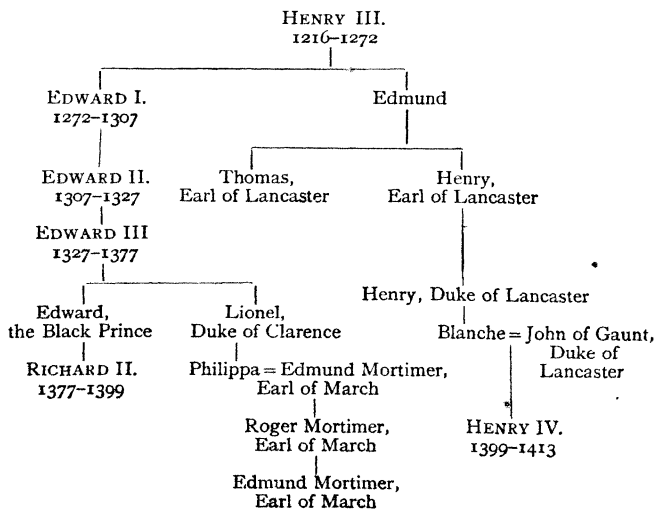 HENRY III.
1216–1272
EDWARD I.
1272–1307
Edmund
EDWARD II.
1307–1327
Thomas,
Earl of Lancaster
Henry,
Earl of Lancaster
EDWARD III
1327–1377
Edward,
the Black Prince
Lionel,
Duke of Clarence
Henry, Duke of Lancaster
Blanche = John of Gaunt,
Duke of
Lancaster
RICHARD II.
1377–1399
Philippa = Edmund Mortimer,
Earl of March
Roger Mortimer,
Earl of March
HENRY IV.
1399–1413
Edmund Mortimer,
Earl of March